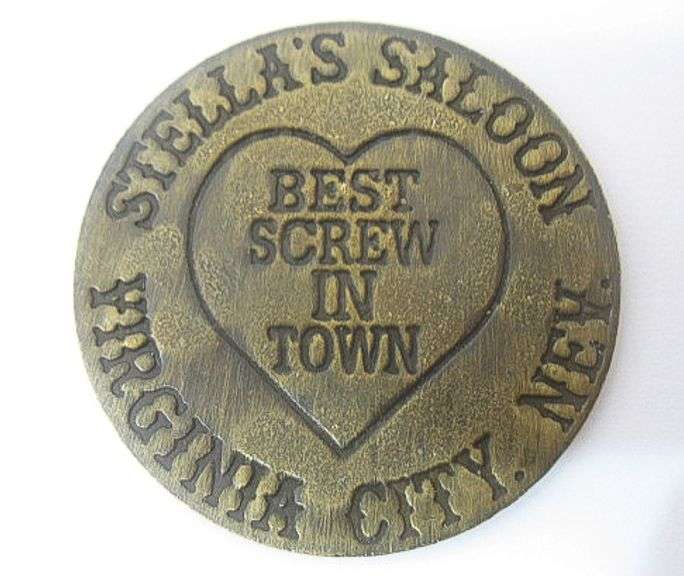 STELLA'S SALOON
BEST
SCREW
IN
TOWN
VIRGINIA CITY. NEV.